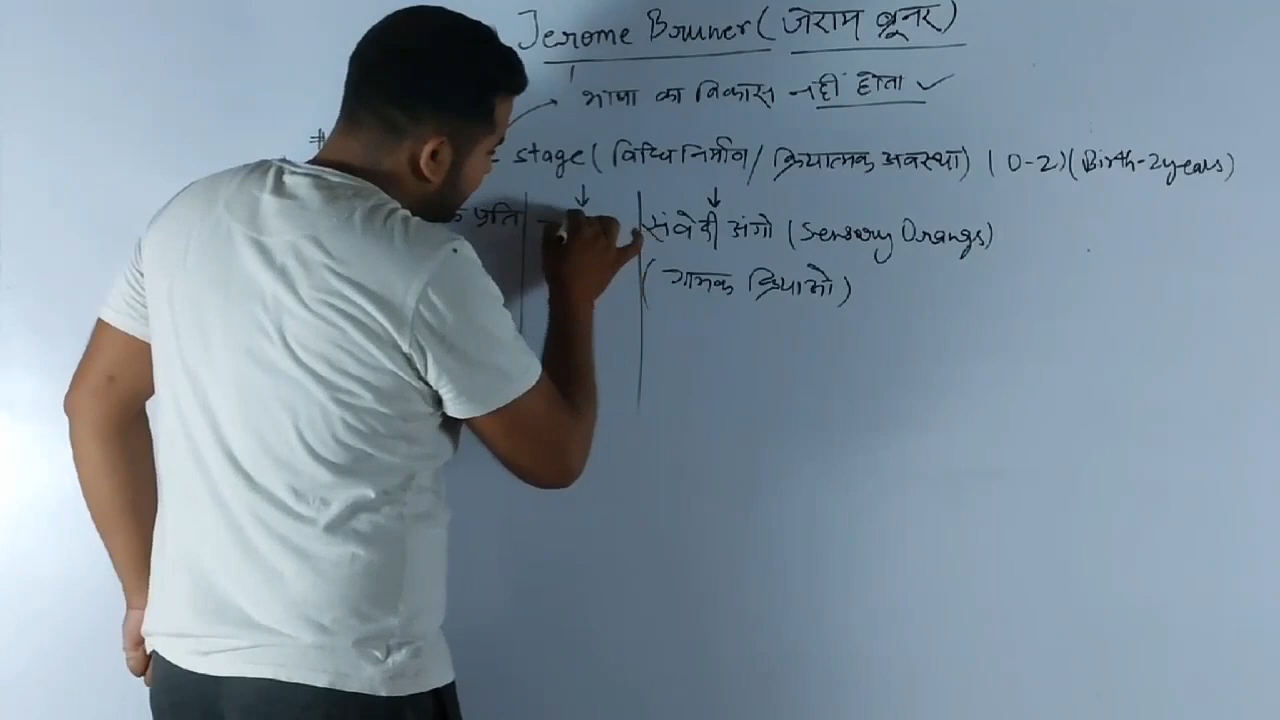 Jerome Bruner ( जेराम ब्रूनर )
भाषा का विकास नहीं होता ✓
#
stage ( विधि निर्माण / क्रियात्मक अवस्था ) ( 0-2 ) ( Birth-2years )
प्रति संवेदी अंगो ( Sensory Orangs )
( गामक क्रियाओ )